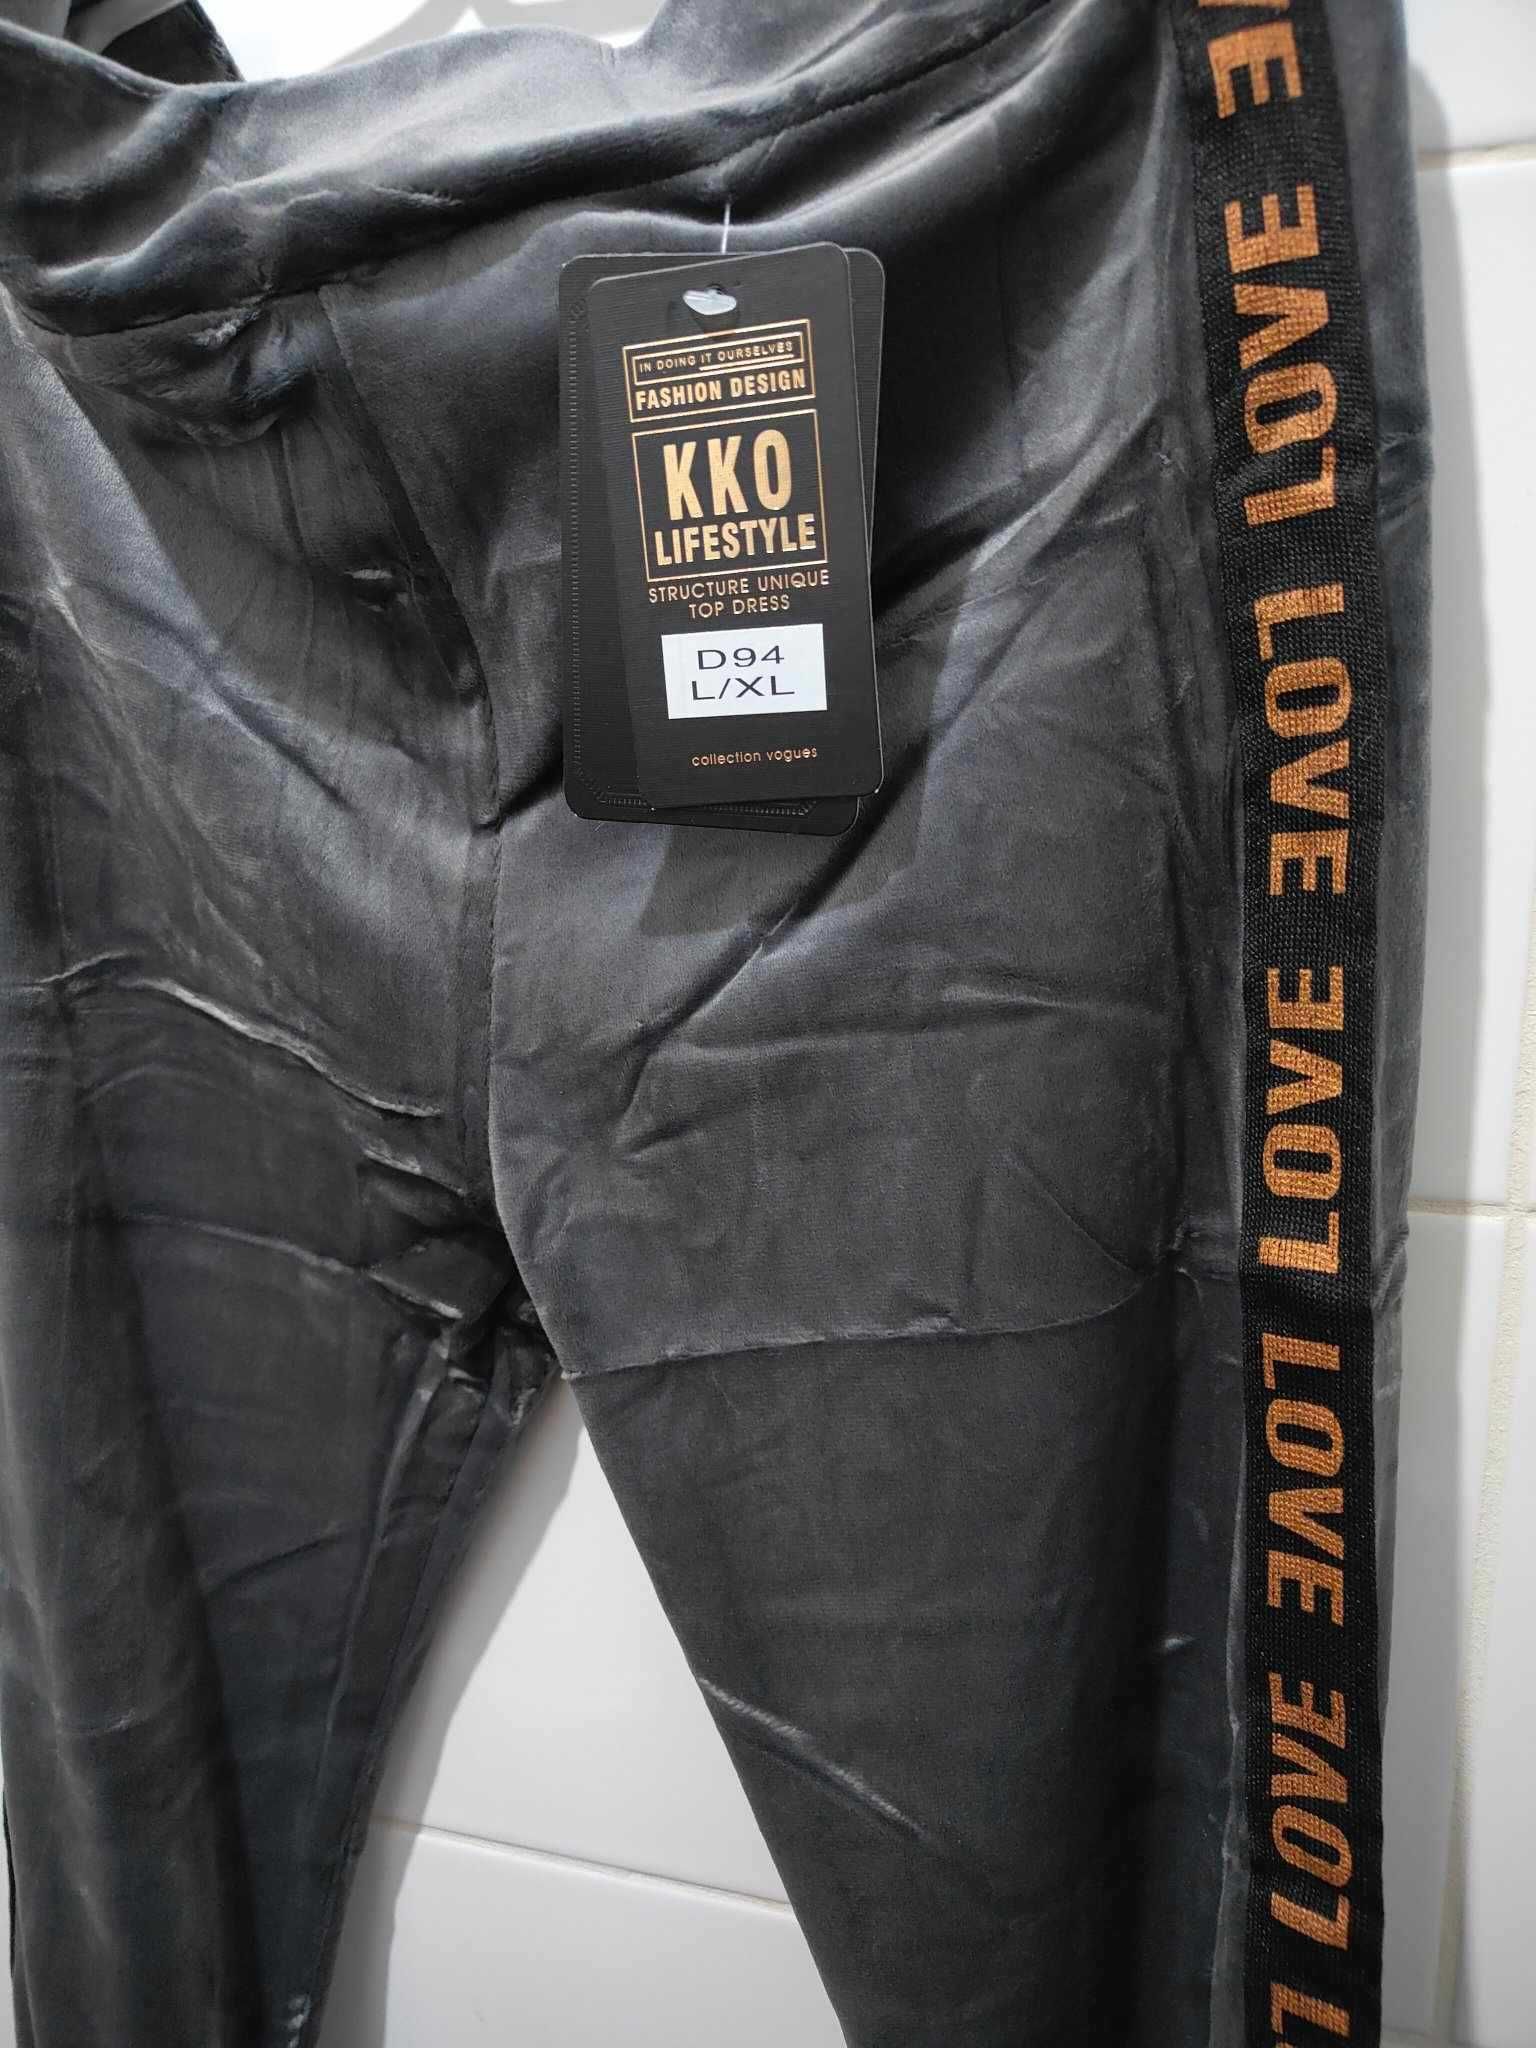 IN DOING IT OURSELVES
FASHION DESIGN
KKO
LIFESTYLE
STRUCTURE UNIQUE
TOP DRESS
D94
L/XL
collection vogues
VE
LOVE
LOVE
LOVE
LOVE
LOVE
L